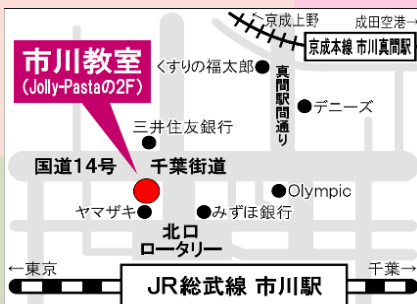 ←京成上野
成田空港→
京成本線 市川真間駅
市川教室
(Jolly-Pastaの2F)
くすりの福太郎
真間駅間通り
デニーズ
三井住友銀行
国道14号 千葉街道
Olympic
ヤマザキ
みずほ銀行
北口
ロータリー
←東京
千葉→
JR総武線 市川駅